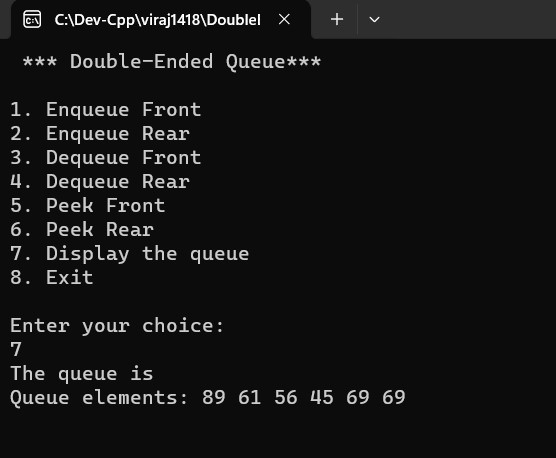 C:\Dev-Cpp\viraj1418\Doublel
*** Double-Ended Queue***
1. Enqueue Front
2. Enqueue Rear
3. Dequeue Front
4. Dequeue Rear
5. Peek Front
6. Peek Rear
7. Display the queue
8. Exit
Enter your choice:
7
The queue is
Queue elements: 89 61 56 45 69 69